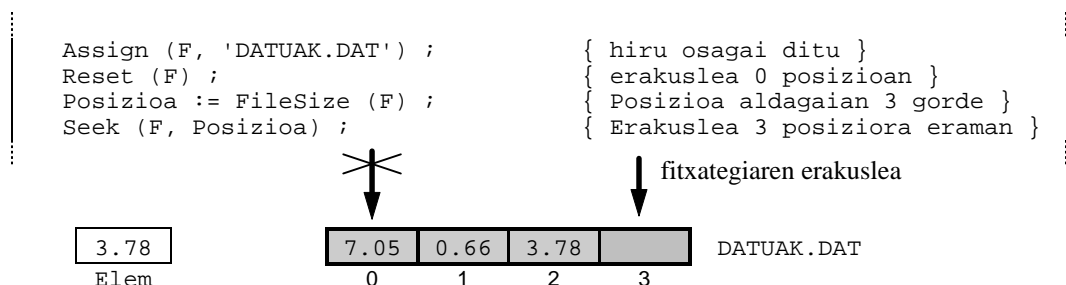 Assign (F, 'DATUAK.DAT') ; { hiru osagai ditu }
Reset (F) ; { erakuslea 0 posizioan }
Posizioa := FileSize (F) ; { Posizioa aldagaian 3 gorde }
Seek (F, Posizioa) ; { Erakuslea 3 posiziora eraman }
fitxategiaren erakuslea
3.78 7.05 0.66 3.78 DATUAK.DAT
Elem 0 1 2 3